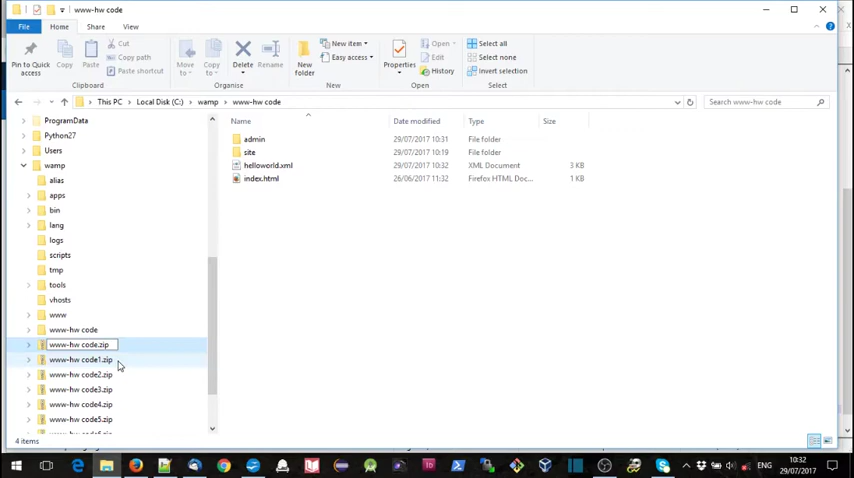 www-hw code
File Home Share View
Pin to Quick access
Copy
Paste
Cut
Copy path
Paste shortcut
Clipboard
Move to
Copy to
Delete
Rename
Organise
New folder
New item
Easy access
New
Properties
Open
Edit
History
Open
Select all
Select none
Invert selection
Select
This PC > Local Disk (C:) > wamp > www-hw code
Search www-hw code
ProgramData
Python27
Users
wamp
alias
apps
bin
lang
logs
scripts
tmp
tools
vhosts
www
www-hw code
www-hw code.zip
www-hw code1.zip
www-hw code2.zip
www-hw code3.zip
www-hw code4.zip
www-hw code5.zip
Name Date modified Type Size
admin 29/07/2017 10:31 File folder
site 29/07/2017 10:19 File folder
helloworld.xml 29/07/2017 10:32 XML Document 3 KB
index.html 26/06/2017 11:32 Firefox HTML Doc... 1 KB
4 items
ENG
10:32
29/07/2017